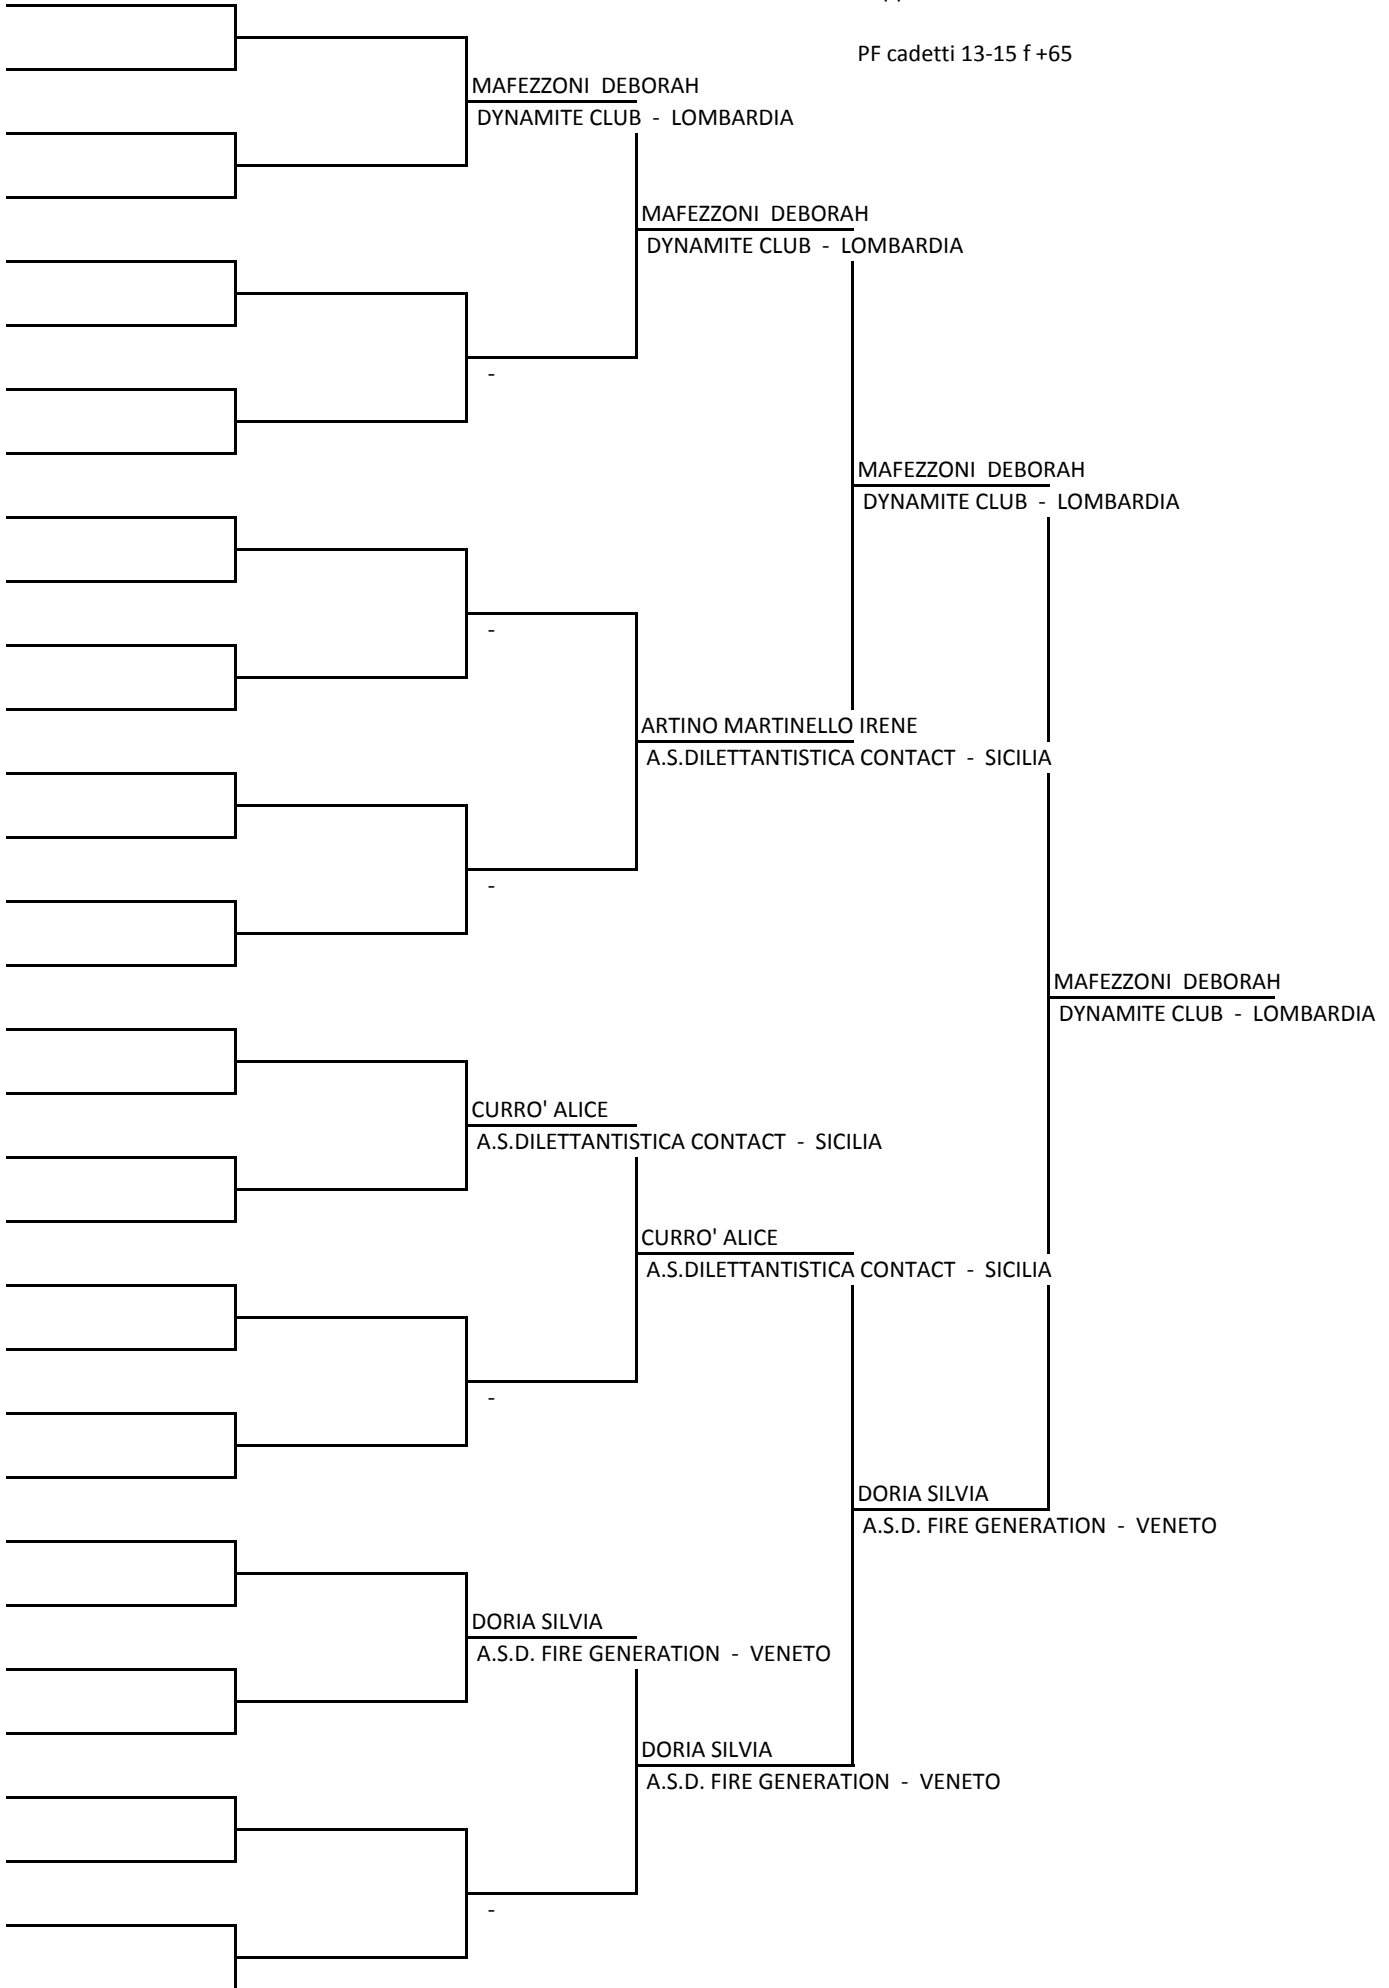 PF cadetti 13-15 f +65
MAFEZZONI DEBORAH
DYNAMITE CLUB - LOMBARDIA
MAFEZZONI DEBORAH
DYNAMITE CLUB - LOMBARDIA
-
MAFEZZONI DEBORAH
DYNAMITE CLUB - LOMBARDIA
-
ARTINO MARTINELLO IRENE
A.S.DILETTANTISTICA CONTACT - SICILIA
-
MAFEZZONI DEBORAH
DYNAMITE CLUB - LOMBARDIA
CURRO' ALICE
A.S.DILETTANTISTICA CONTACT - SICILIA
CURRO' ALICE
A.S.DILETTANTISTICA CONTACT - SICILIA
-
DORIA SILVIA
A.S.D. FIRE GENERATION - VENETO
DORIA SILVIA
A.S.D. FIRE GENERATION - VENETO
DORIA SILVIA
A.S.D. FIRE GENERATION - VENETO
-